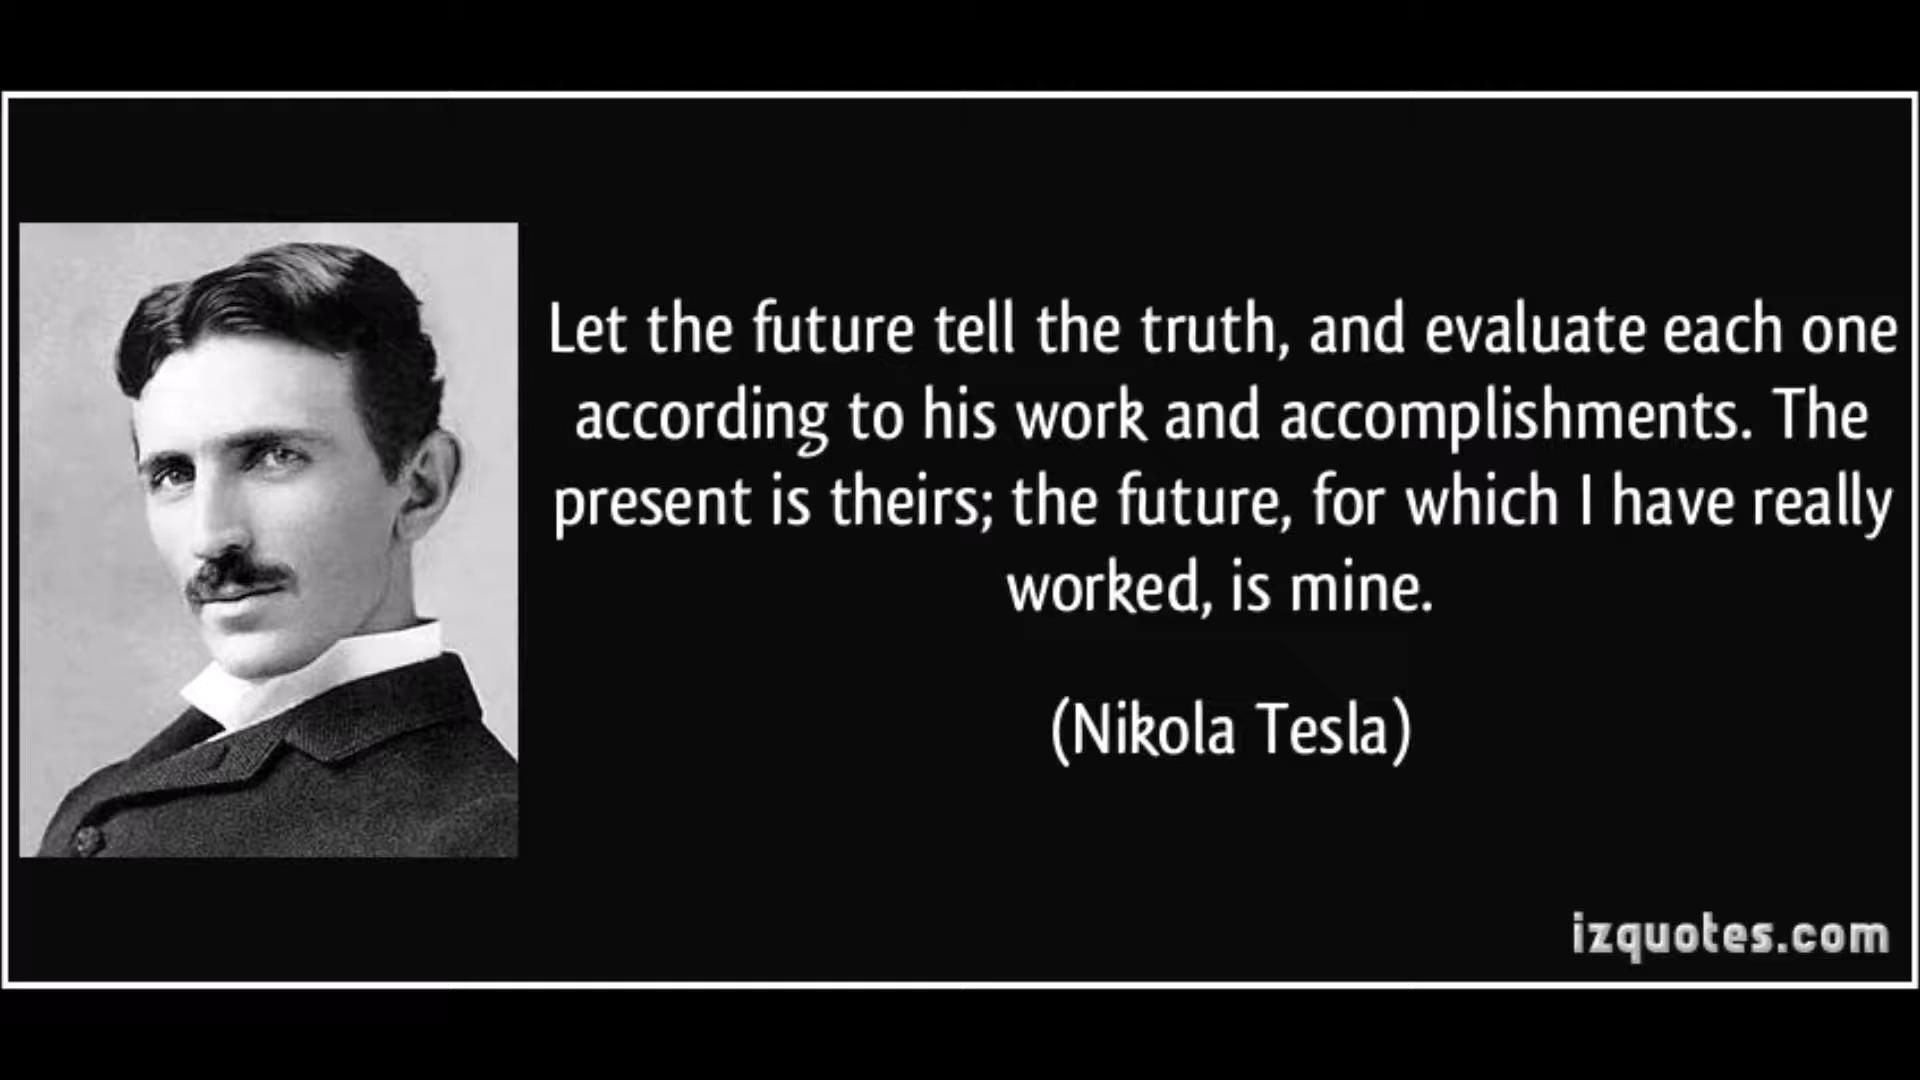 Let the future tell the truth, and evaluate each one
according to his work and accomplishments. The
present is theirs; the future, for which I have really
worked, is mine.
(Nikola Tesla)
izquotes.com